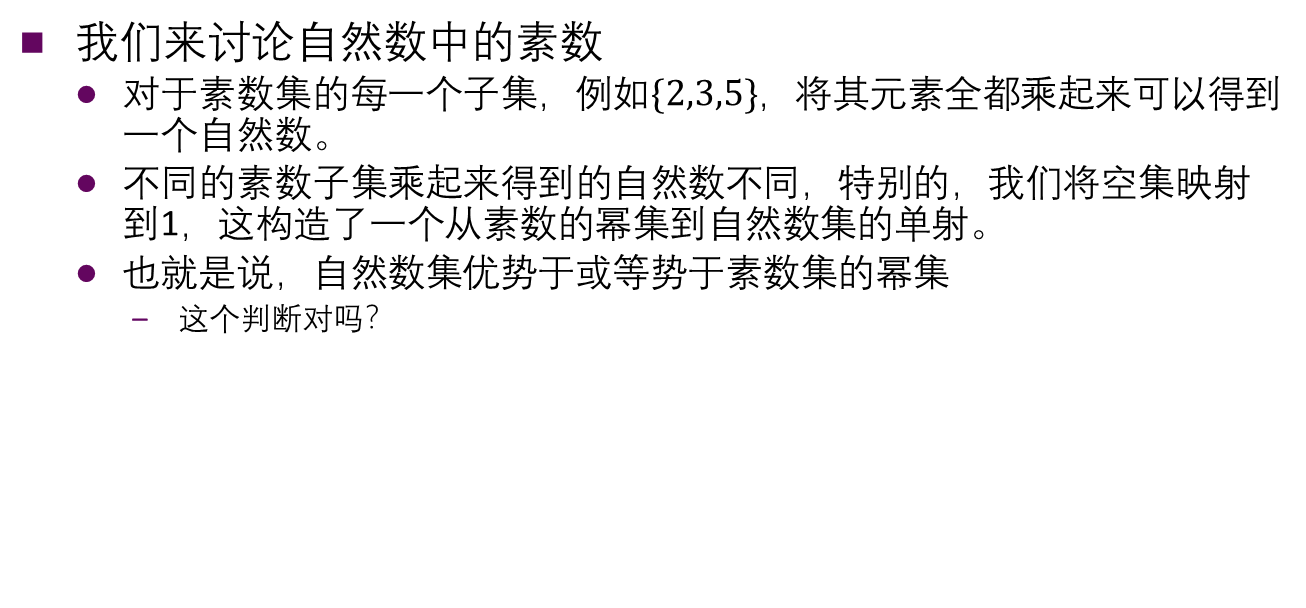 我们来讨论自然数中的素数
对于素数集的每一个子集，例如{2,3,5}，将其元素全都乘起来可以得到
一个自然数。
不同的素数子集乘起来得到的自然数不同，特别的，我们将空集映射
到1，这构造了一个从素数的幂集到自然数集的单射。
也就是说，自然数集优势于或等势于素数集的幂集
– 这个判断对吗？